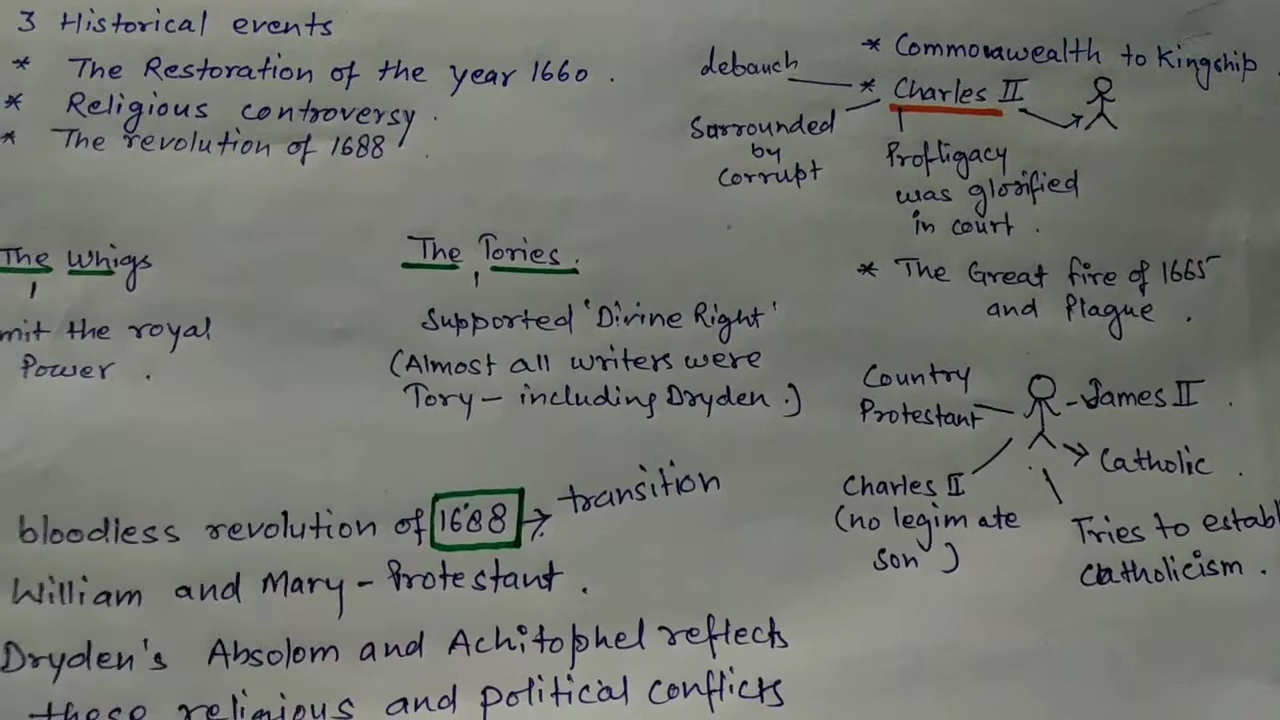 3 Historical events
* The Restoration of the year 1660 .
* Religious controversy .
* The revolution of 1688 .
* Commonwealth to Kingship .
debauch
* Charles II
Surrounded
by
corrupt
Profligacy
was glorified
in court .
The Whigs
mit the royal
Power .
The Tories .
Supported 'Divine Right'
(Almost all writers were
Tory - including Dryden .)
* The Great fire of 1665
and Plague .
Country
Protestant
- James II .
Catholic .
Charles II
(no legim ate
son )
Tries to establ
Catholicism .
bloodless revolution of 1688 → transition
William and Mary - Protestant .
Dryden's Absolom and Achitophel reflects
these religious and political conflicts